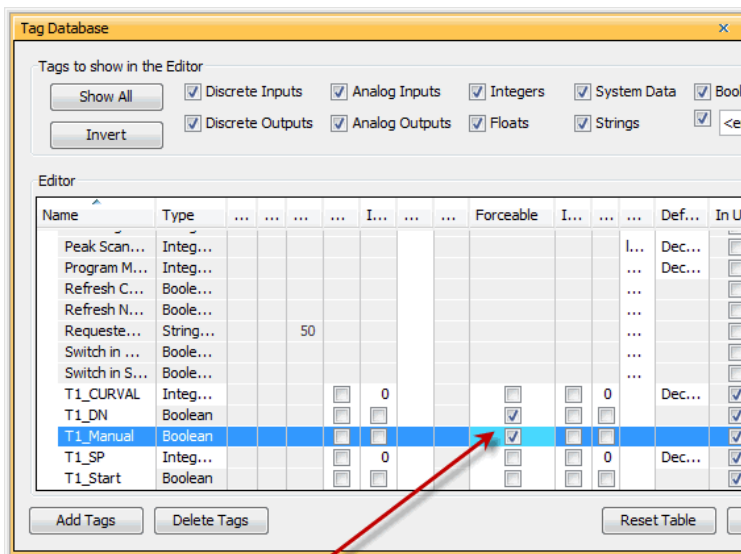 Tag Database
Tags to show in the Editor
Show All
Discrete Inputs Analog Inputs Integers System Data Bool
Invert
Discrete Outputs Analog Outputs Floats Strings <e
Editor
Name Type ... ... ... ... I... ... ... Forceable I... ... ... Def... In U
Peak Scan... Integ... l... Dec...
Program M... Integ... ... Dec...
Refresh C... Boole... ...
Refresh N... Boole... ...
Requeste... String... 50 ...
Switch in ... Boole... ...
Switch in S... Boole... ...
T1_CURVAL Integ... 0 0 Dec...
T1_DN Boolean
T1_Manual Boolean
T1_SP Integ... 0 0 Dec...
T1_Start Boolean
Add Tags Delete Tags Reset Table